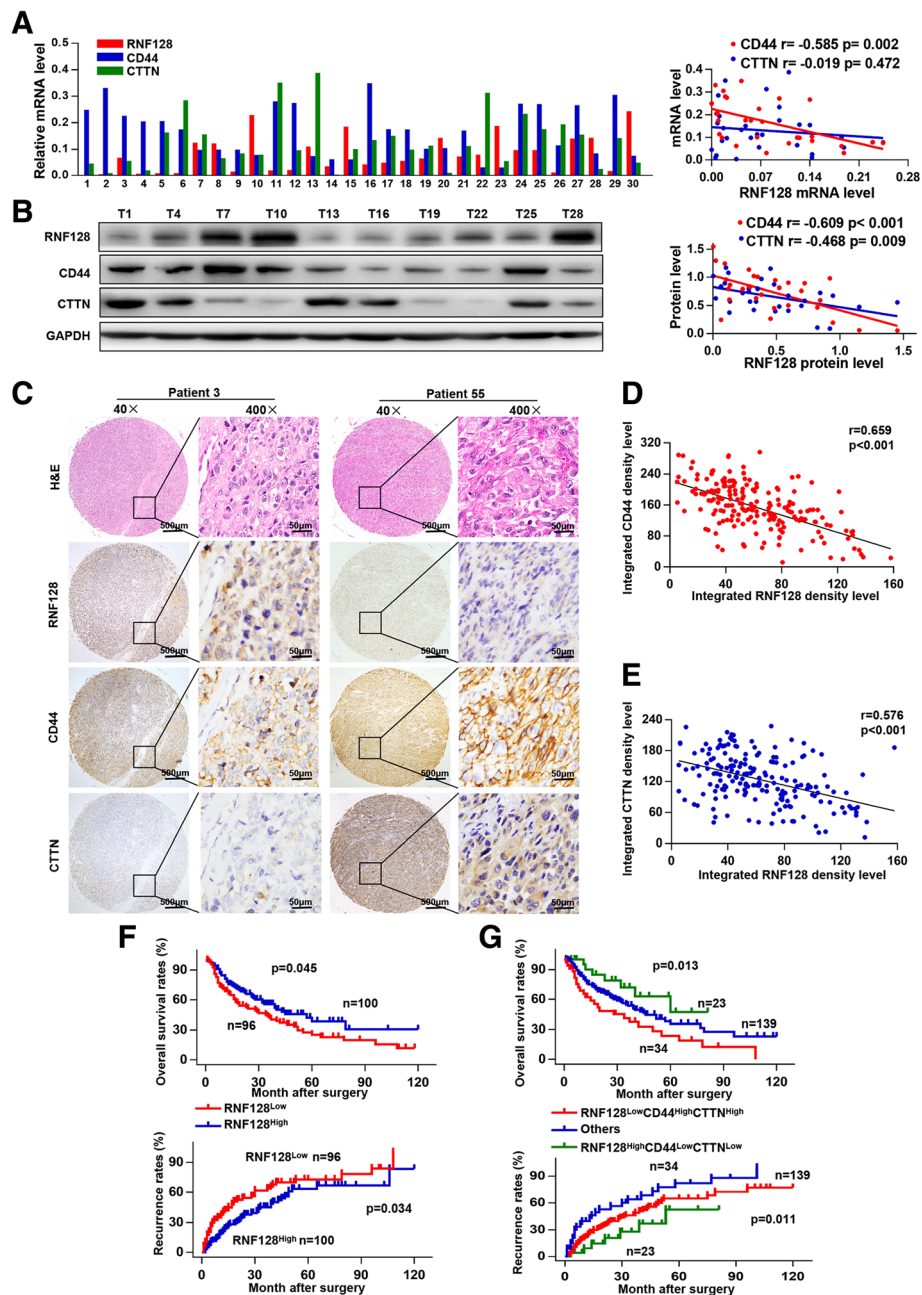 A
RNF128
CD44
CTTN
Relative mRNA level
0.5
0.4
0.3
0.2
0.1
0.0
1 2 3 4 5 6 7 8 9 10 11 12 13 14 15 16 17 18 19 20 21 22 23 24 25 26 27 28 29 30
CD44 r= -0.585 p= 0.002
CTTN r= -0.019 p= 0.472
mRNA level
0.4
0.3
0.2
0.1
0.0
0.00 0.07 0.14 0.21 0.28
RNF128 mRNA level
B
T1 T4 T7 T10 T13 T16 T19 T22 T25 T28
RNF128
CD44
CTTN
GAPDH
CD44 r= -0.609 p< 0.001
CTTN r= -0.468 p= 0.009
Protein level
1.5
1.0
0.5
0.0
0.0 0.5 1.0 1.5
RNF128 protein level
C
Patient 3 Patient 55
40× 400× 40× 400×
H&E
500μm 50μm 500μm 50μm
RNF128
500μm 50μm 500μm 50μm
CD44
500μm 50μm 500μm 50μm
CTTN
500μm 50μm 500μm 50μm
D
r=0.659
p<0.001
Integrated CD44 density level
320
240
160
80
0
0 40 80 120 160
Integrated RNF128 density level
E
r=0.576
p<0.001
Integrated CTTN density level
240
180
120
60
0
0 40 80 120 160
Integrated RNF128 density level
F
Overall survival rates (%)
90
60
30
0
p=0.045
n=100
n=96
0 30 60 90 120
Month after surgery
RNF128Low
RNF128High
Recurrence rates (%)
90
60
30
0
RNF128Low n=96
p=0.034
RNF128High n=100
0 30 60 90 120
Month after surgery
G
Overall survival rates (%)
90
60
30
0
p=0.013
n=23
n=139
n=34
0 30 60 90 120
Month after surgery
RNF128LowCD44HighCTTNHigh
Others
RNF128HighCD44LowCTTNLow
Recurrence rates (%)
90
60
30
0
n=34
n=139
p=0.011
n=23
0 30 60 90 120
Month after surgery